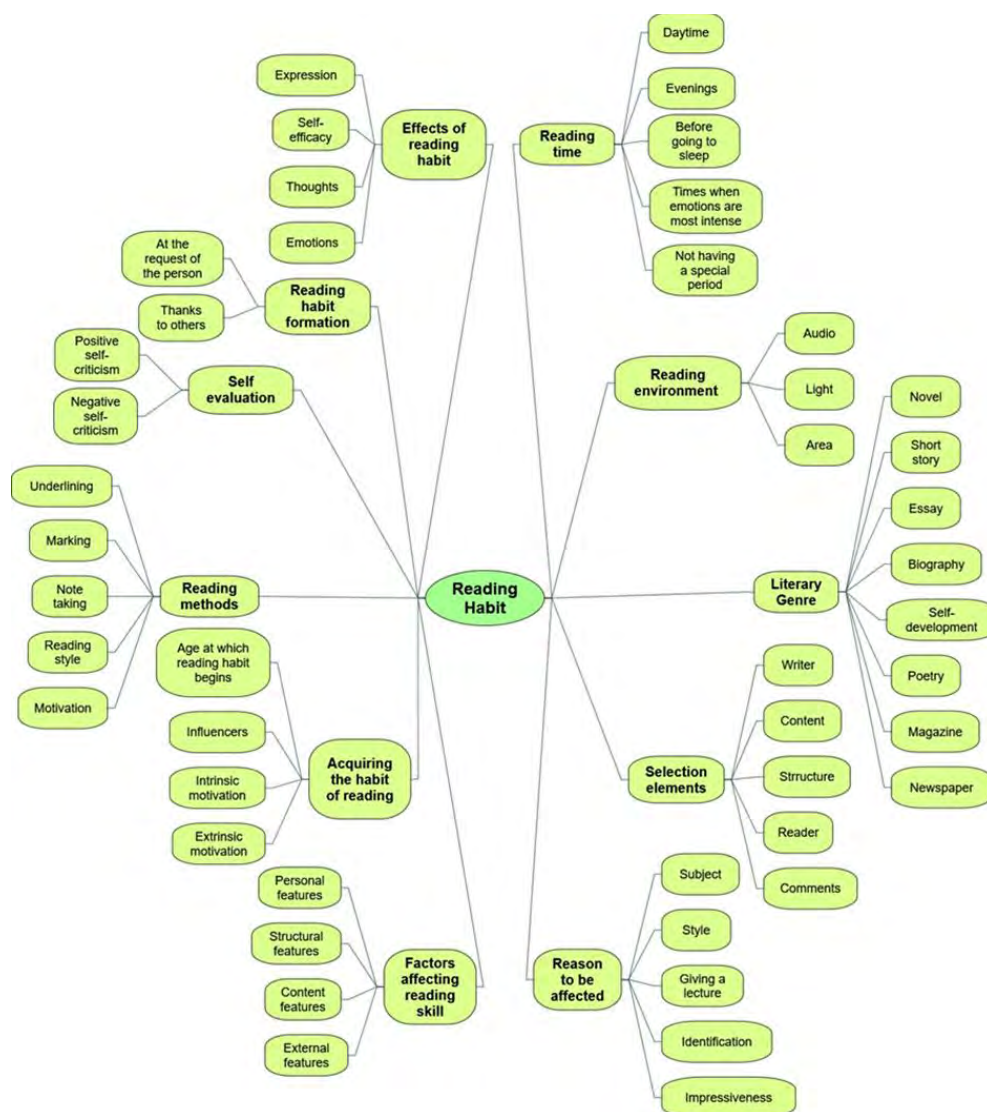 Reading
Habit
Effects of
reading
habit
Expression
Self-
efficacy
Thoughts
Emotions
Reading
habit
formation
At the
request of
the person
Thanks
to others
Self
evaluation
Positive
self-
criticism
Negative
self-
criticism
Reading
methods
Underlining
Marking
Note
taking
Reading
style
Motivation
Acquiring
the habit
of reading
Age at which
reading habit
begins
Influencers
Intrinsic
motivation
Extrinsic
motivation
Factors
affecting
reading
skill
Personal
features
Structural
features
Content
features
External
features
Reading
time
Daytime
Evenings
Before
going to
sleep
Times when
emotions are
most intense
Not having
a special
period
Reading
environment
Audio
Light
Area
Literary
Genre
Novel
Short
story
Essay
Biography
Self-
development
Poetry
Magazine
Newspaper
Selection
elements
Writer
Content
Strructure
Reader
Comments
Reason
to be
affected
Subject
Style
Giving a
lecture
Identification
Impressiveness